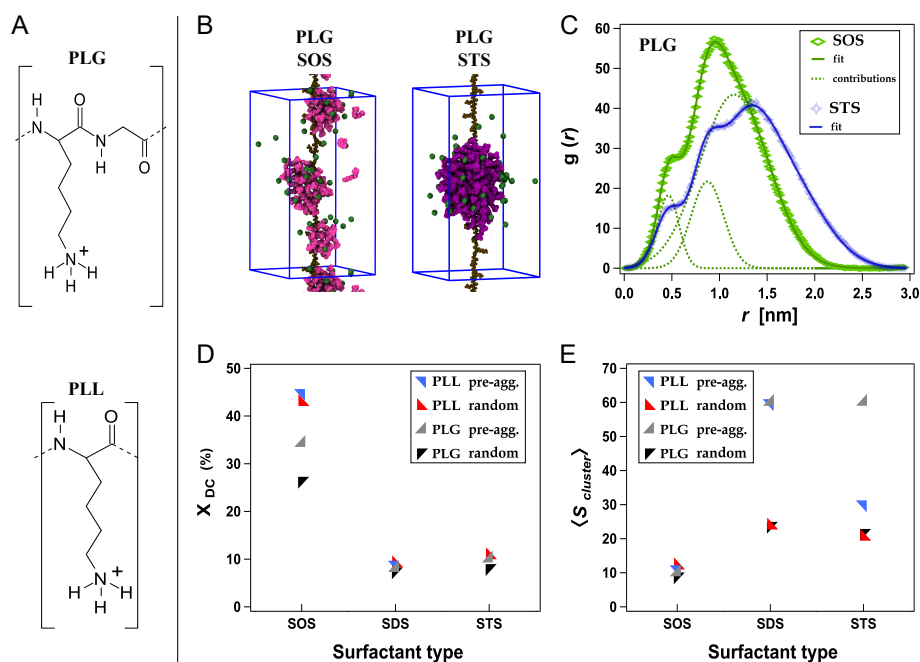 A
PLG
H
N
O
N
H
O
+
N
H
H
H
PLL
H
N
O
+
N
H
H
H
B
PLG
SOS
PLG
STS
C
PLG
SOS
fit
contributions
STS
fit
60
50
40
30
20
10
0
g (r)
0.0 0.5 1.0 1.5 2.0 2.5 3.0
r [nm]
D
PLL pre-agg.
PLL random
PLG pre-agg.
PLG random
50
40
30
20
10
0
X DC (%)
SOS SDS STS
Surfactant type
E
PLL pre-agg.
PLL random
PLG pre-agg.
PLG random
70
60
50
40
30
20
10
0
⟨S cluster⟩
SOS SDS STS
Surfactant type